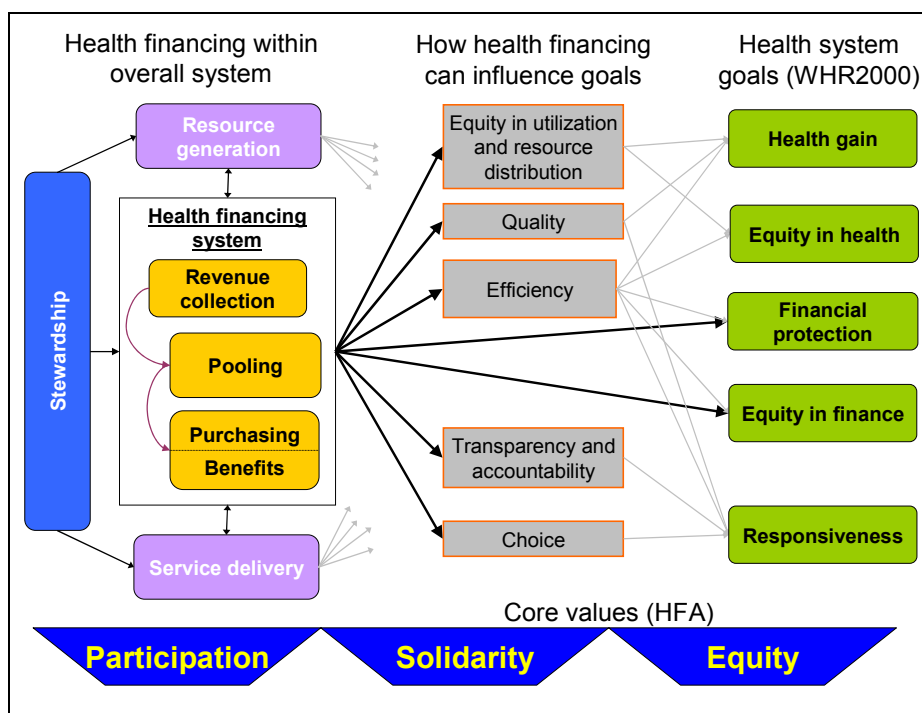 Health financing within
overall system
How health financing
can influence goals
Health system
goals (WHR2000)
Resource
generation
Stewardship
Health financing
system
Revenue
collection
Pooling
Purchasing
Benefits
Service delivery
Equity in utilization
and resource
distribution
Quality
Efficiency
Transparency and
accountability
Choice
Health gain
Equity in health
Financial
protection
Equity in finance
Responsiveness
Core values (HFA)
Participation
Solidarity
Equity